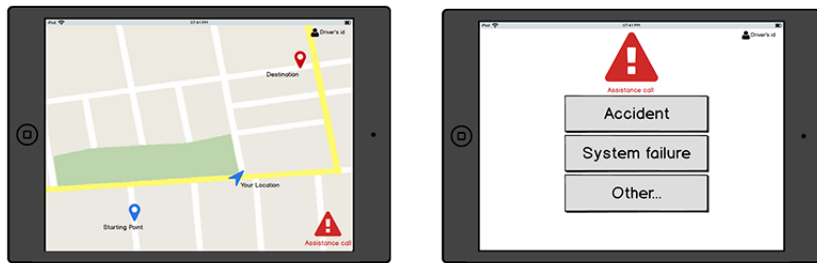 iPad
07:41 PM
Driver's id
Destination
Your Location
Starting Point
Assistance call
iPad
07:41 PM
Driver's id
Assistance call
Accident
System failure
Other...